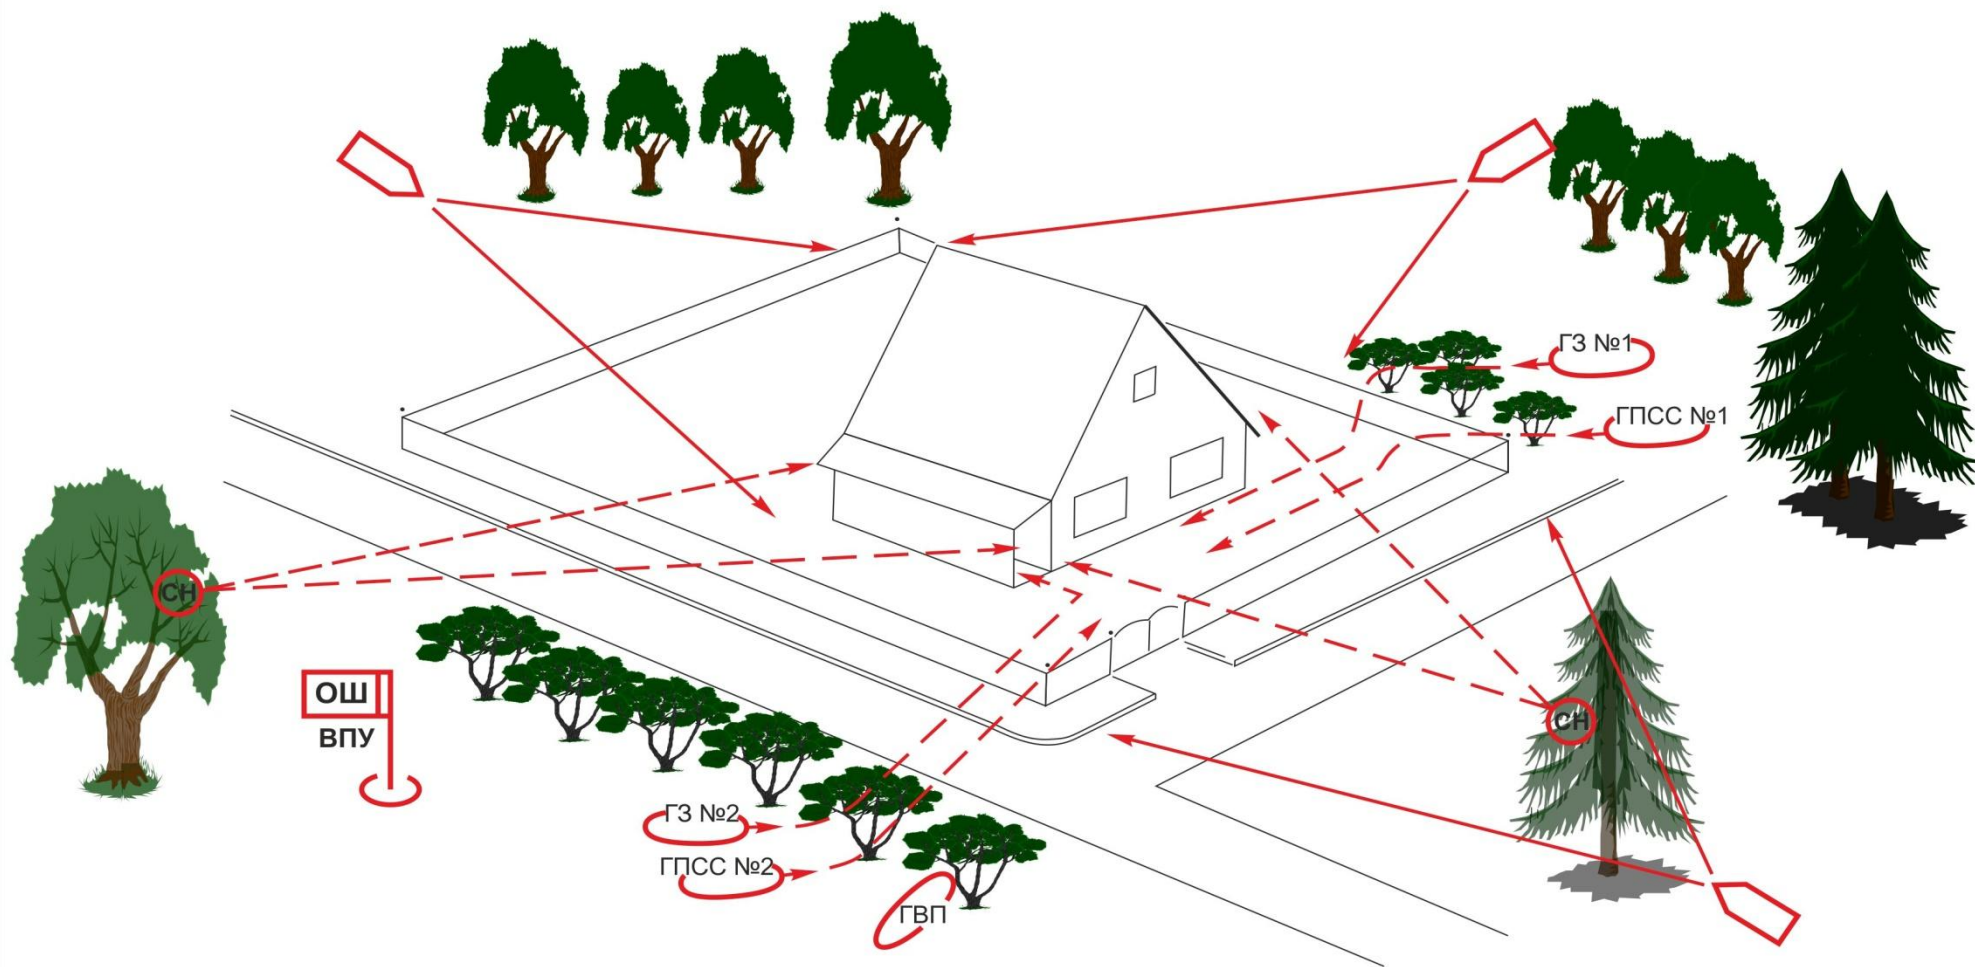 ГЗ №1
ГПСС №1
СН
ОШ
ВПУ
СН
ГЗ №2
ГПСС №2
ГВП